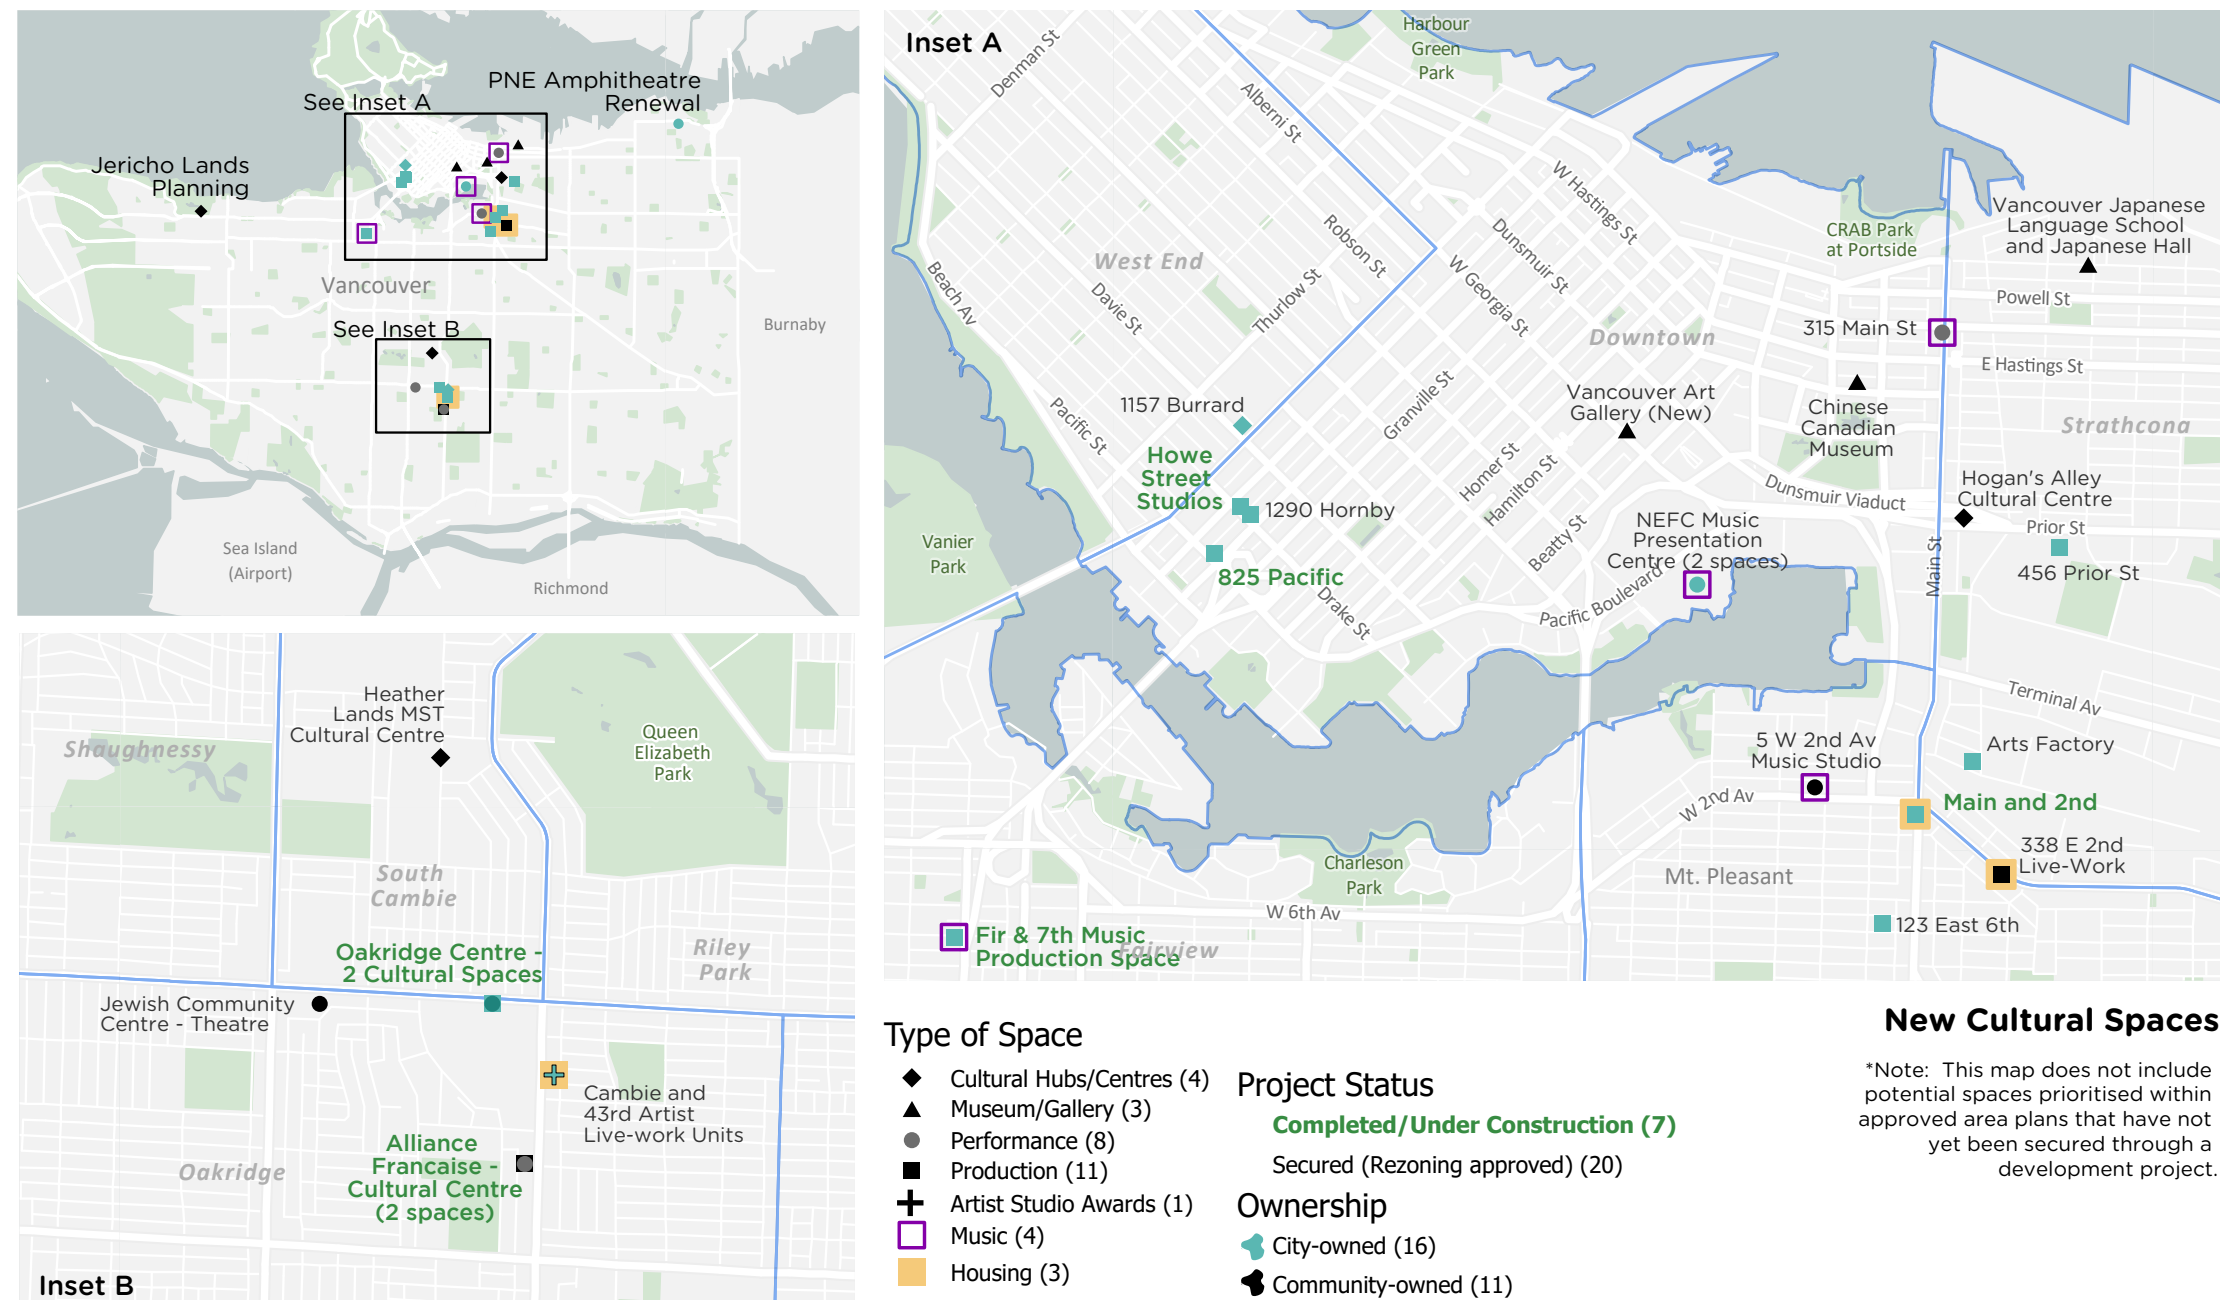 See Inset A
PNE Amphitheatre
Renewal
Jericho Lands
Planning
Vancouver
See Inset B
Burnaby
Sea Island
(Airport)
Richmond
Inset A
Denman St
Harbour
Green
Park
Alberni St
W Hastings St
Vancouver Japanese
Language School
and Japanese Hall
CRAB Park
at Portside
West End
Robson St
Dunsmuir St
Beach Av
Davie St
Thurlow St
W Georgia St
Powell St
315 Main St
Downtown
E Hastings St
Vancouver Art
Gallery (New)
Chinese
Canadian
Museum
Strathcona
1157 Burrard
Pacific St
Granville St
Howe
Street
Studios
1290 Hornby
Homer St
Hamilton St
Dunsmuir Viaduct
Hogan's Alley
Cultural Centre
Prior St
456 Prior St
NEFC Music
Presentation
Centre (2 spaces)
Beatty St
Vanier
Park
825 Pacific
Drake St
Pacific Boulevard
Main St
Terminal Av
5 W 2nd Av
Music Studio
Arts Factory
W 2nd Av
Main and 2nd
338 E 2nd
Live-Work
Charleson
Park
Mt. Pleasant
W 6th Av
123 East 6th
Fir & 7th Music
Production Space
Fairview
Heather
Lands MST
Cultural Centre
Shaughnessy
Queen
Elizabeth
Park
South
Cambie
Oakridge Centre -
2 Cultural Spaces
Riley
Park
Jewish Community
Centre - Theatre
Cambie and
43rd Artist
Live-work Units
Alliance
Francaise -
Cultural Centre
(2 spaces)
Oakridge
Inset B
Type of Space
Cultural Hubs/Centres (4)
Museum/Gallery (3)
Performance (8)
Production (11)
Artist Studio Awards (1)
Music (4)
Housing (3)
Project Status
Completed/Under Construction (7)
Secured (Rezoning approved) (20)
Ownership
City-owned (16)
Community-owned (11)
New Cultural Spaces
*Note: This map does not include
potential spaces prioritised within
approved area plans that have not
yet been secured through a
development project.